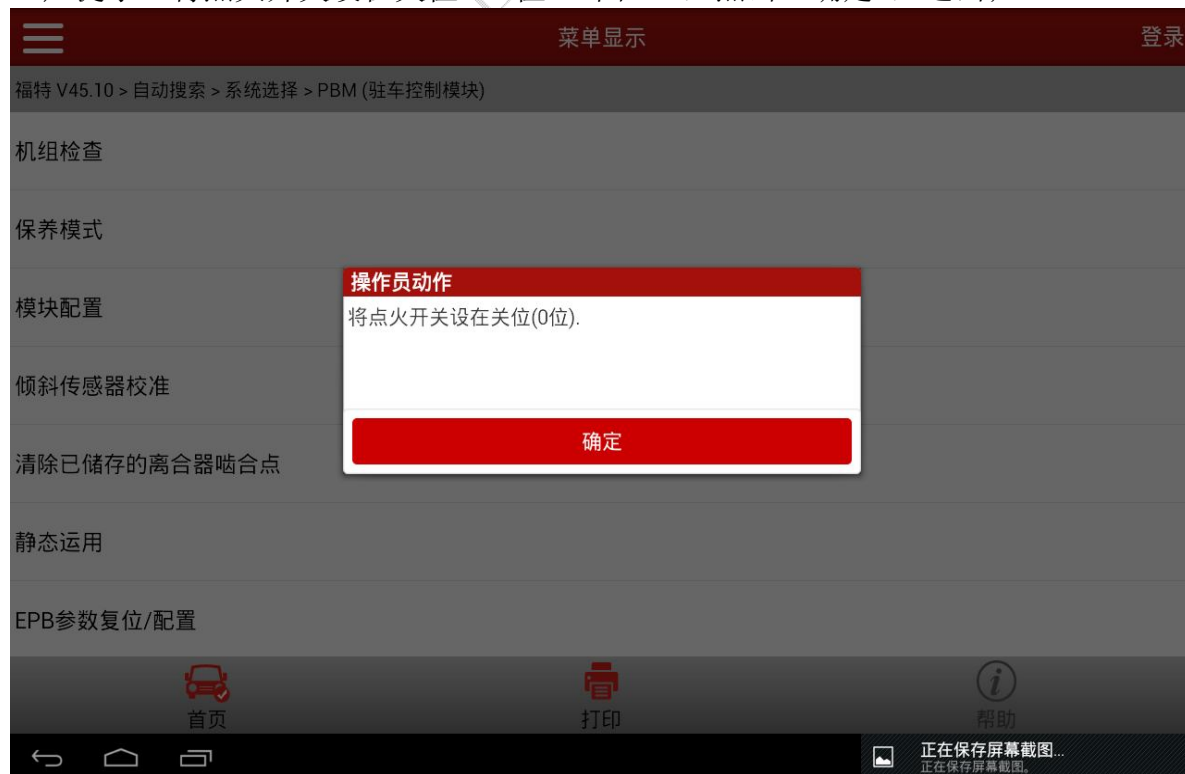 菜单显示
登录
福特 V45.10 > 自动搜索 > 系统选择 > PBM (驻车控制模块)
机组检查
保养模式
操作员动作
将点火开关设在关位(0位).
模块配置
倾斜传感器校准
确定
清除已储存的离合器啮合点
静态运用
EPB参数复位/配置
首页
打印
帮助
正在保存屏幕截图...
正在保存屏幕截图。